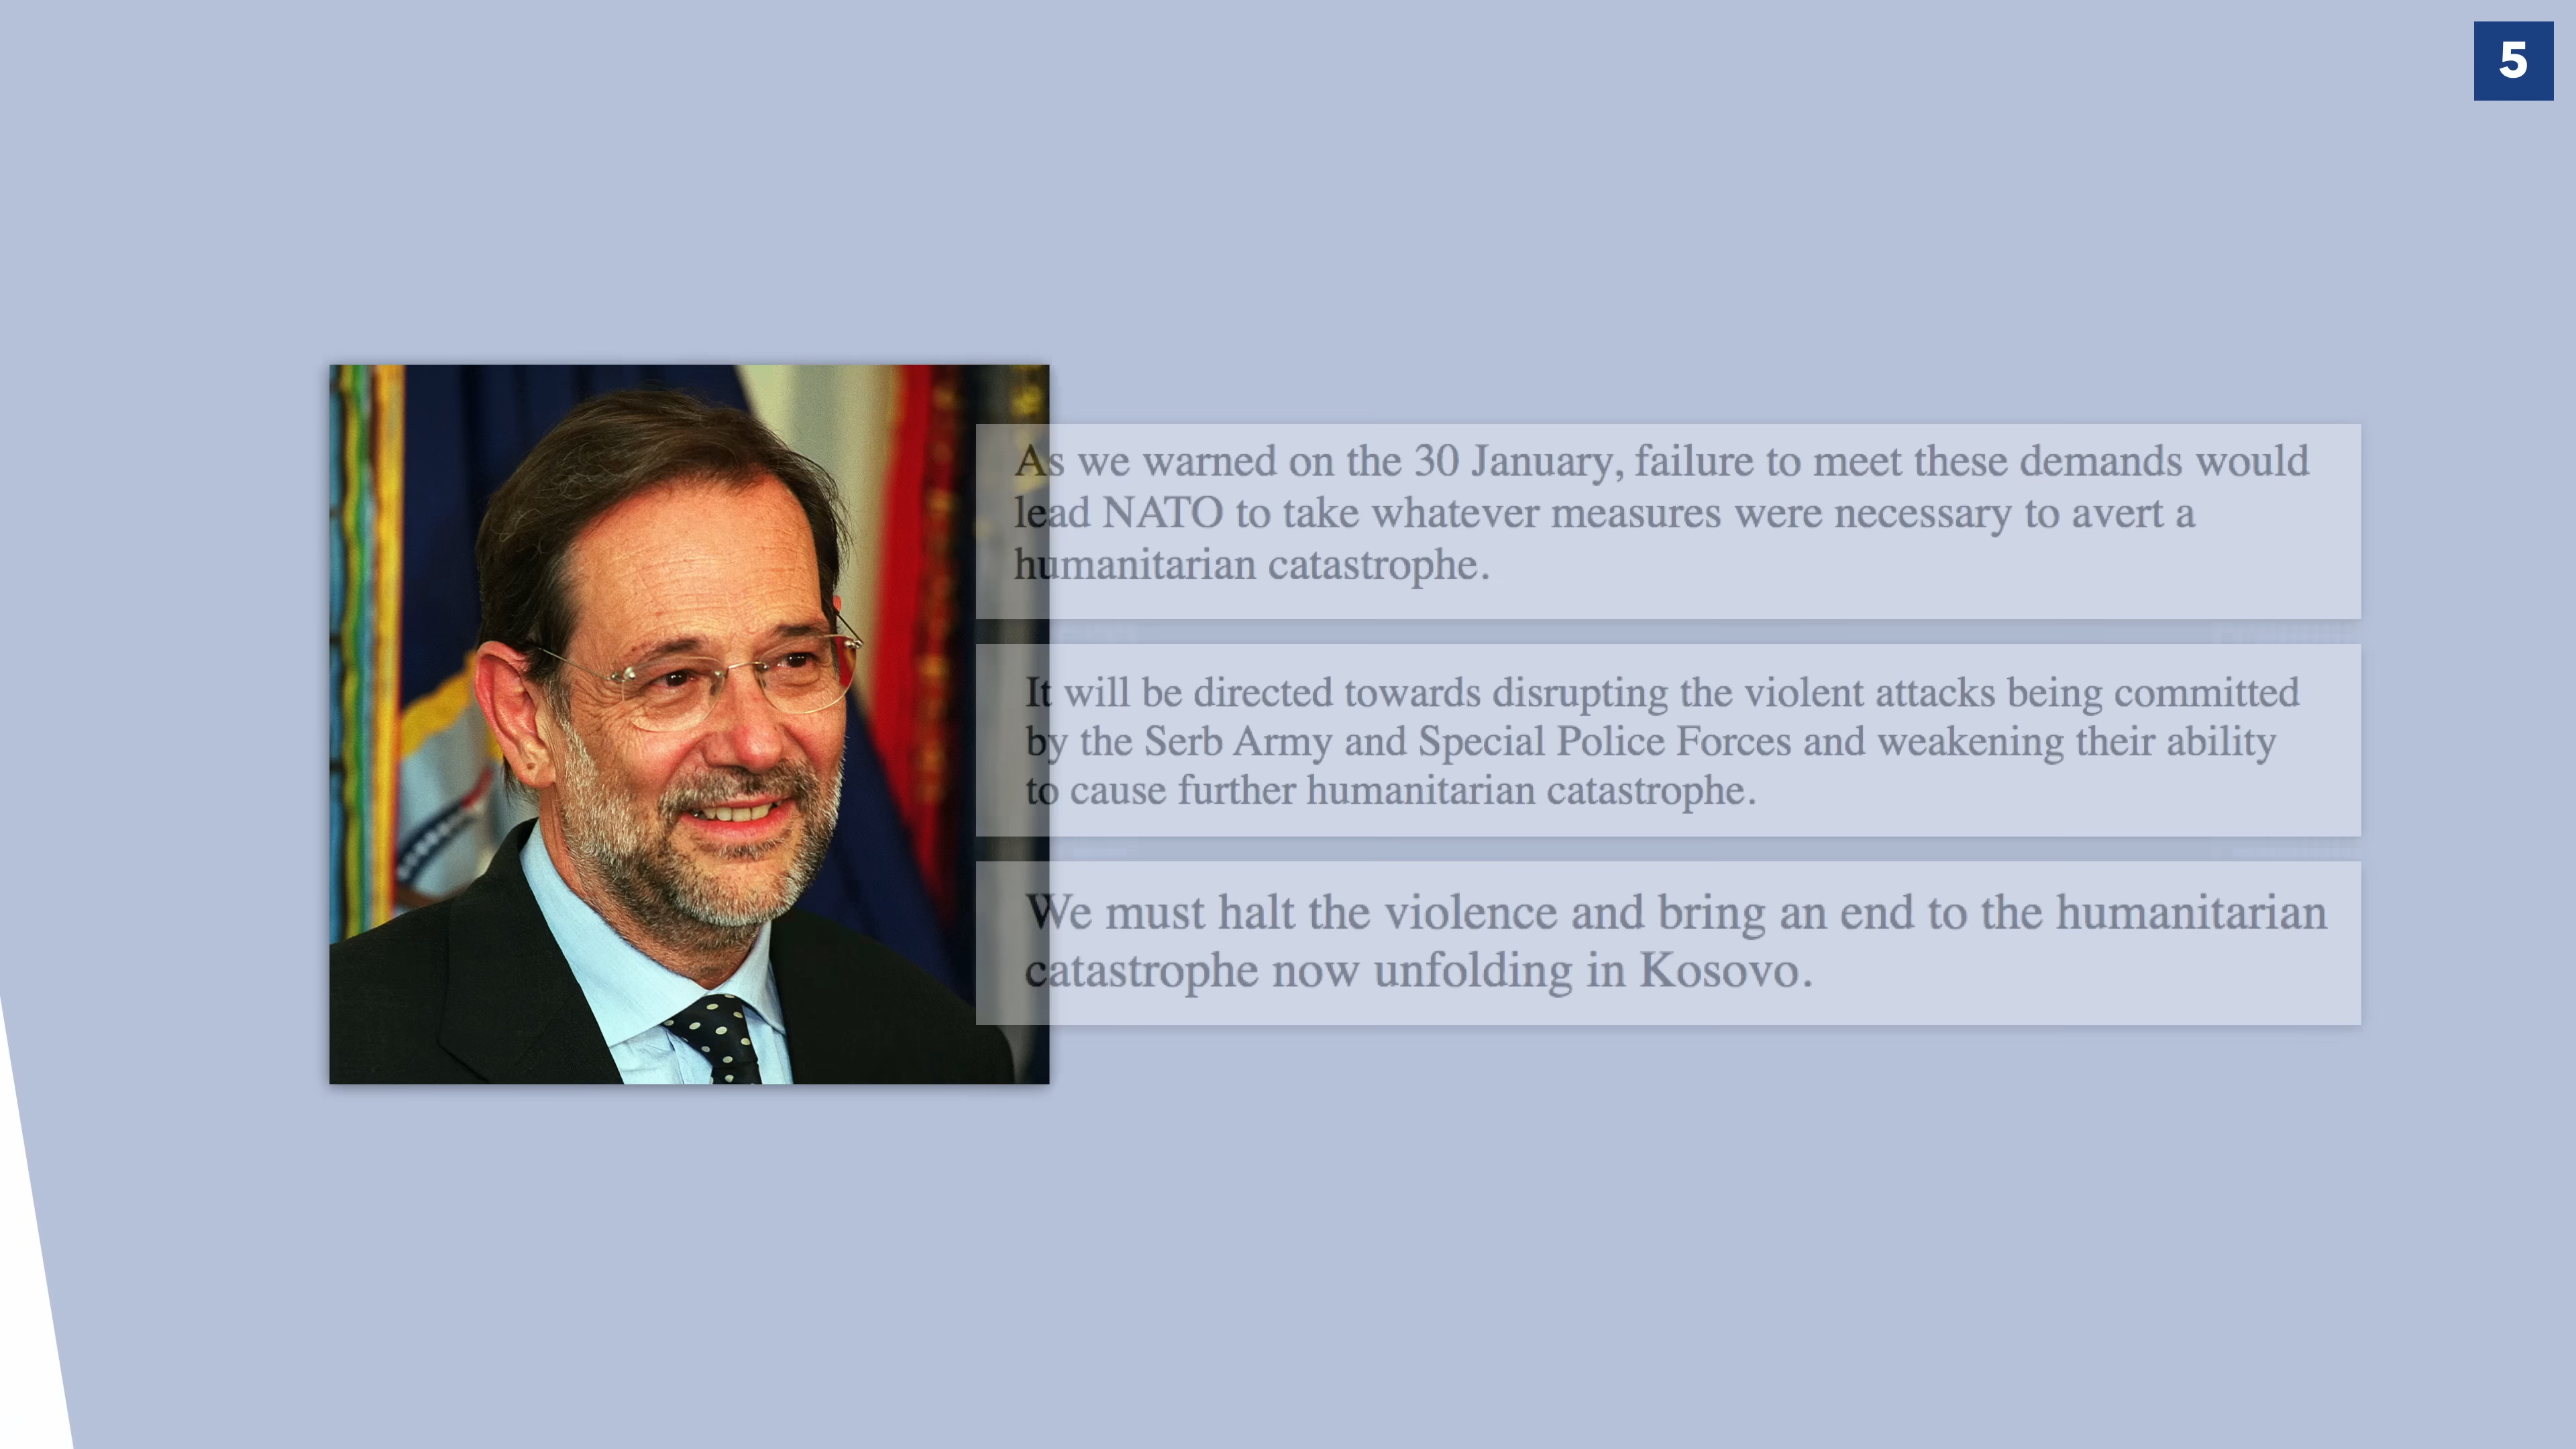 5
As we warned on the 30 January, failure to meet these demands would
lead NATO to take whatever measures were necessary to avert a
humanitarian catastrophe.
It will be directed towards disrupting the violent attacks being committed
by the Serb Army and Special Police Forces and weakening their ability
to cause further humanitarian catastrophe.
We must halt the violence and bring an end to the humanitarian
catastrophe now unfolding in Kosovo.